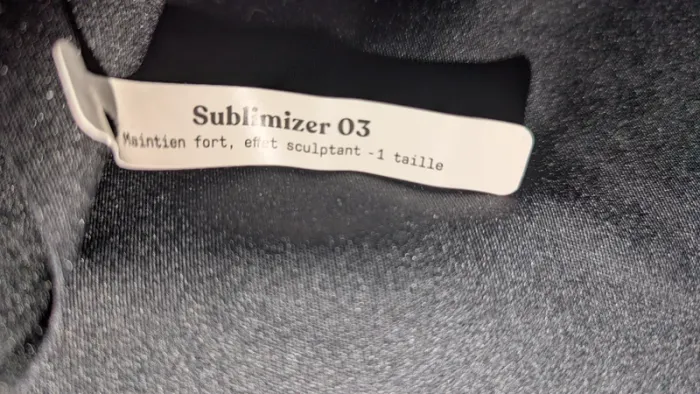 Sublimizer 03
Maintien fort, effet sculptant -1 taille